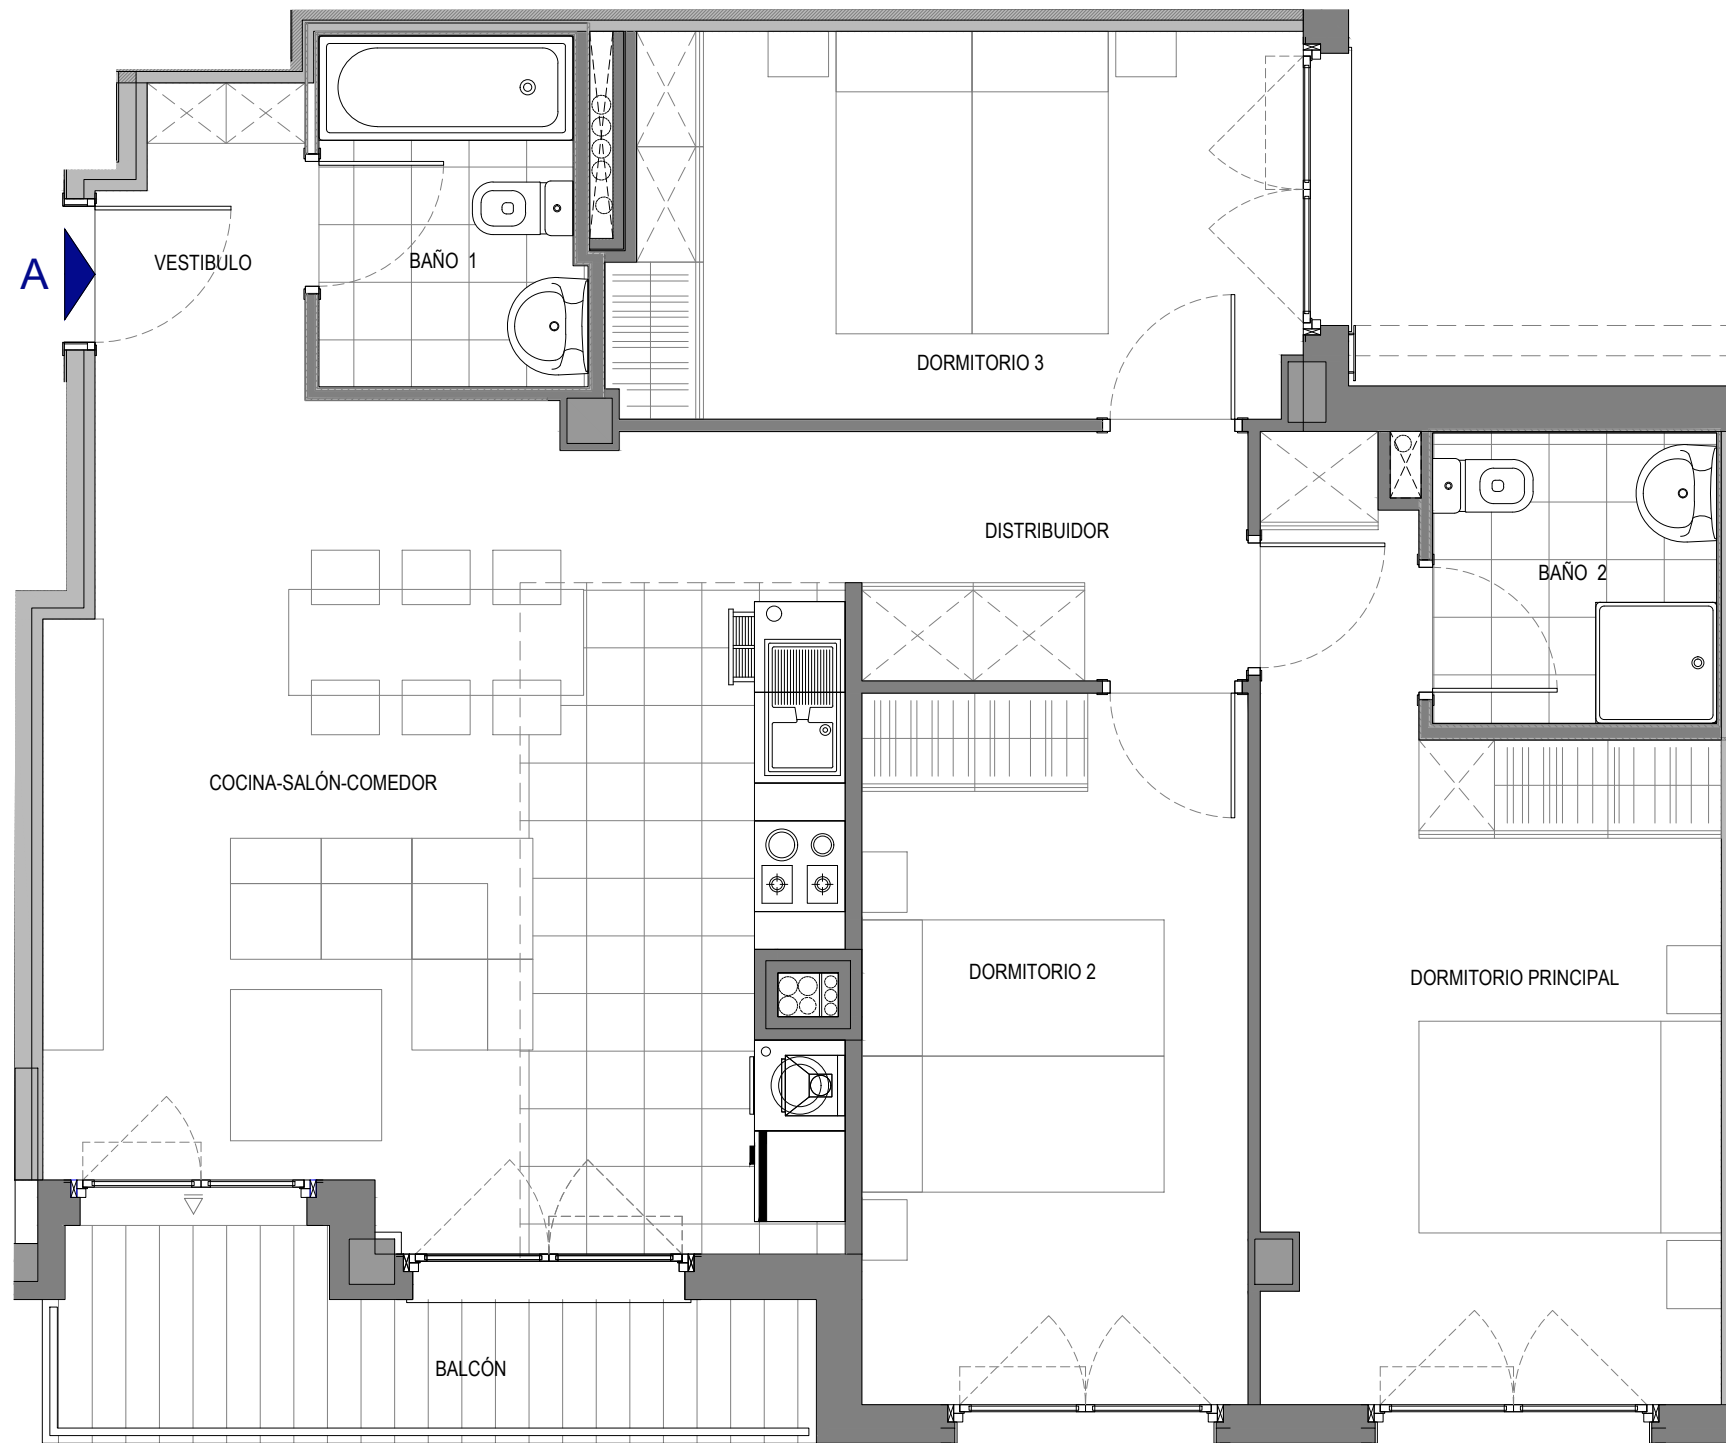 A
VESTIBULO
BAÑO 1
DORMITORIO 3
DISTRIBUIDOR
BAÑO 2
COCINA-SALÓN-COMEDOR
DORMITORIO 2
DORMITORIO PRINCIPAL
BALCÓN